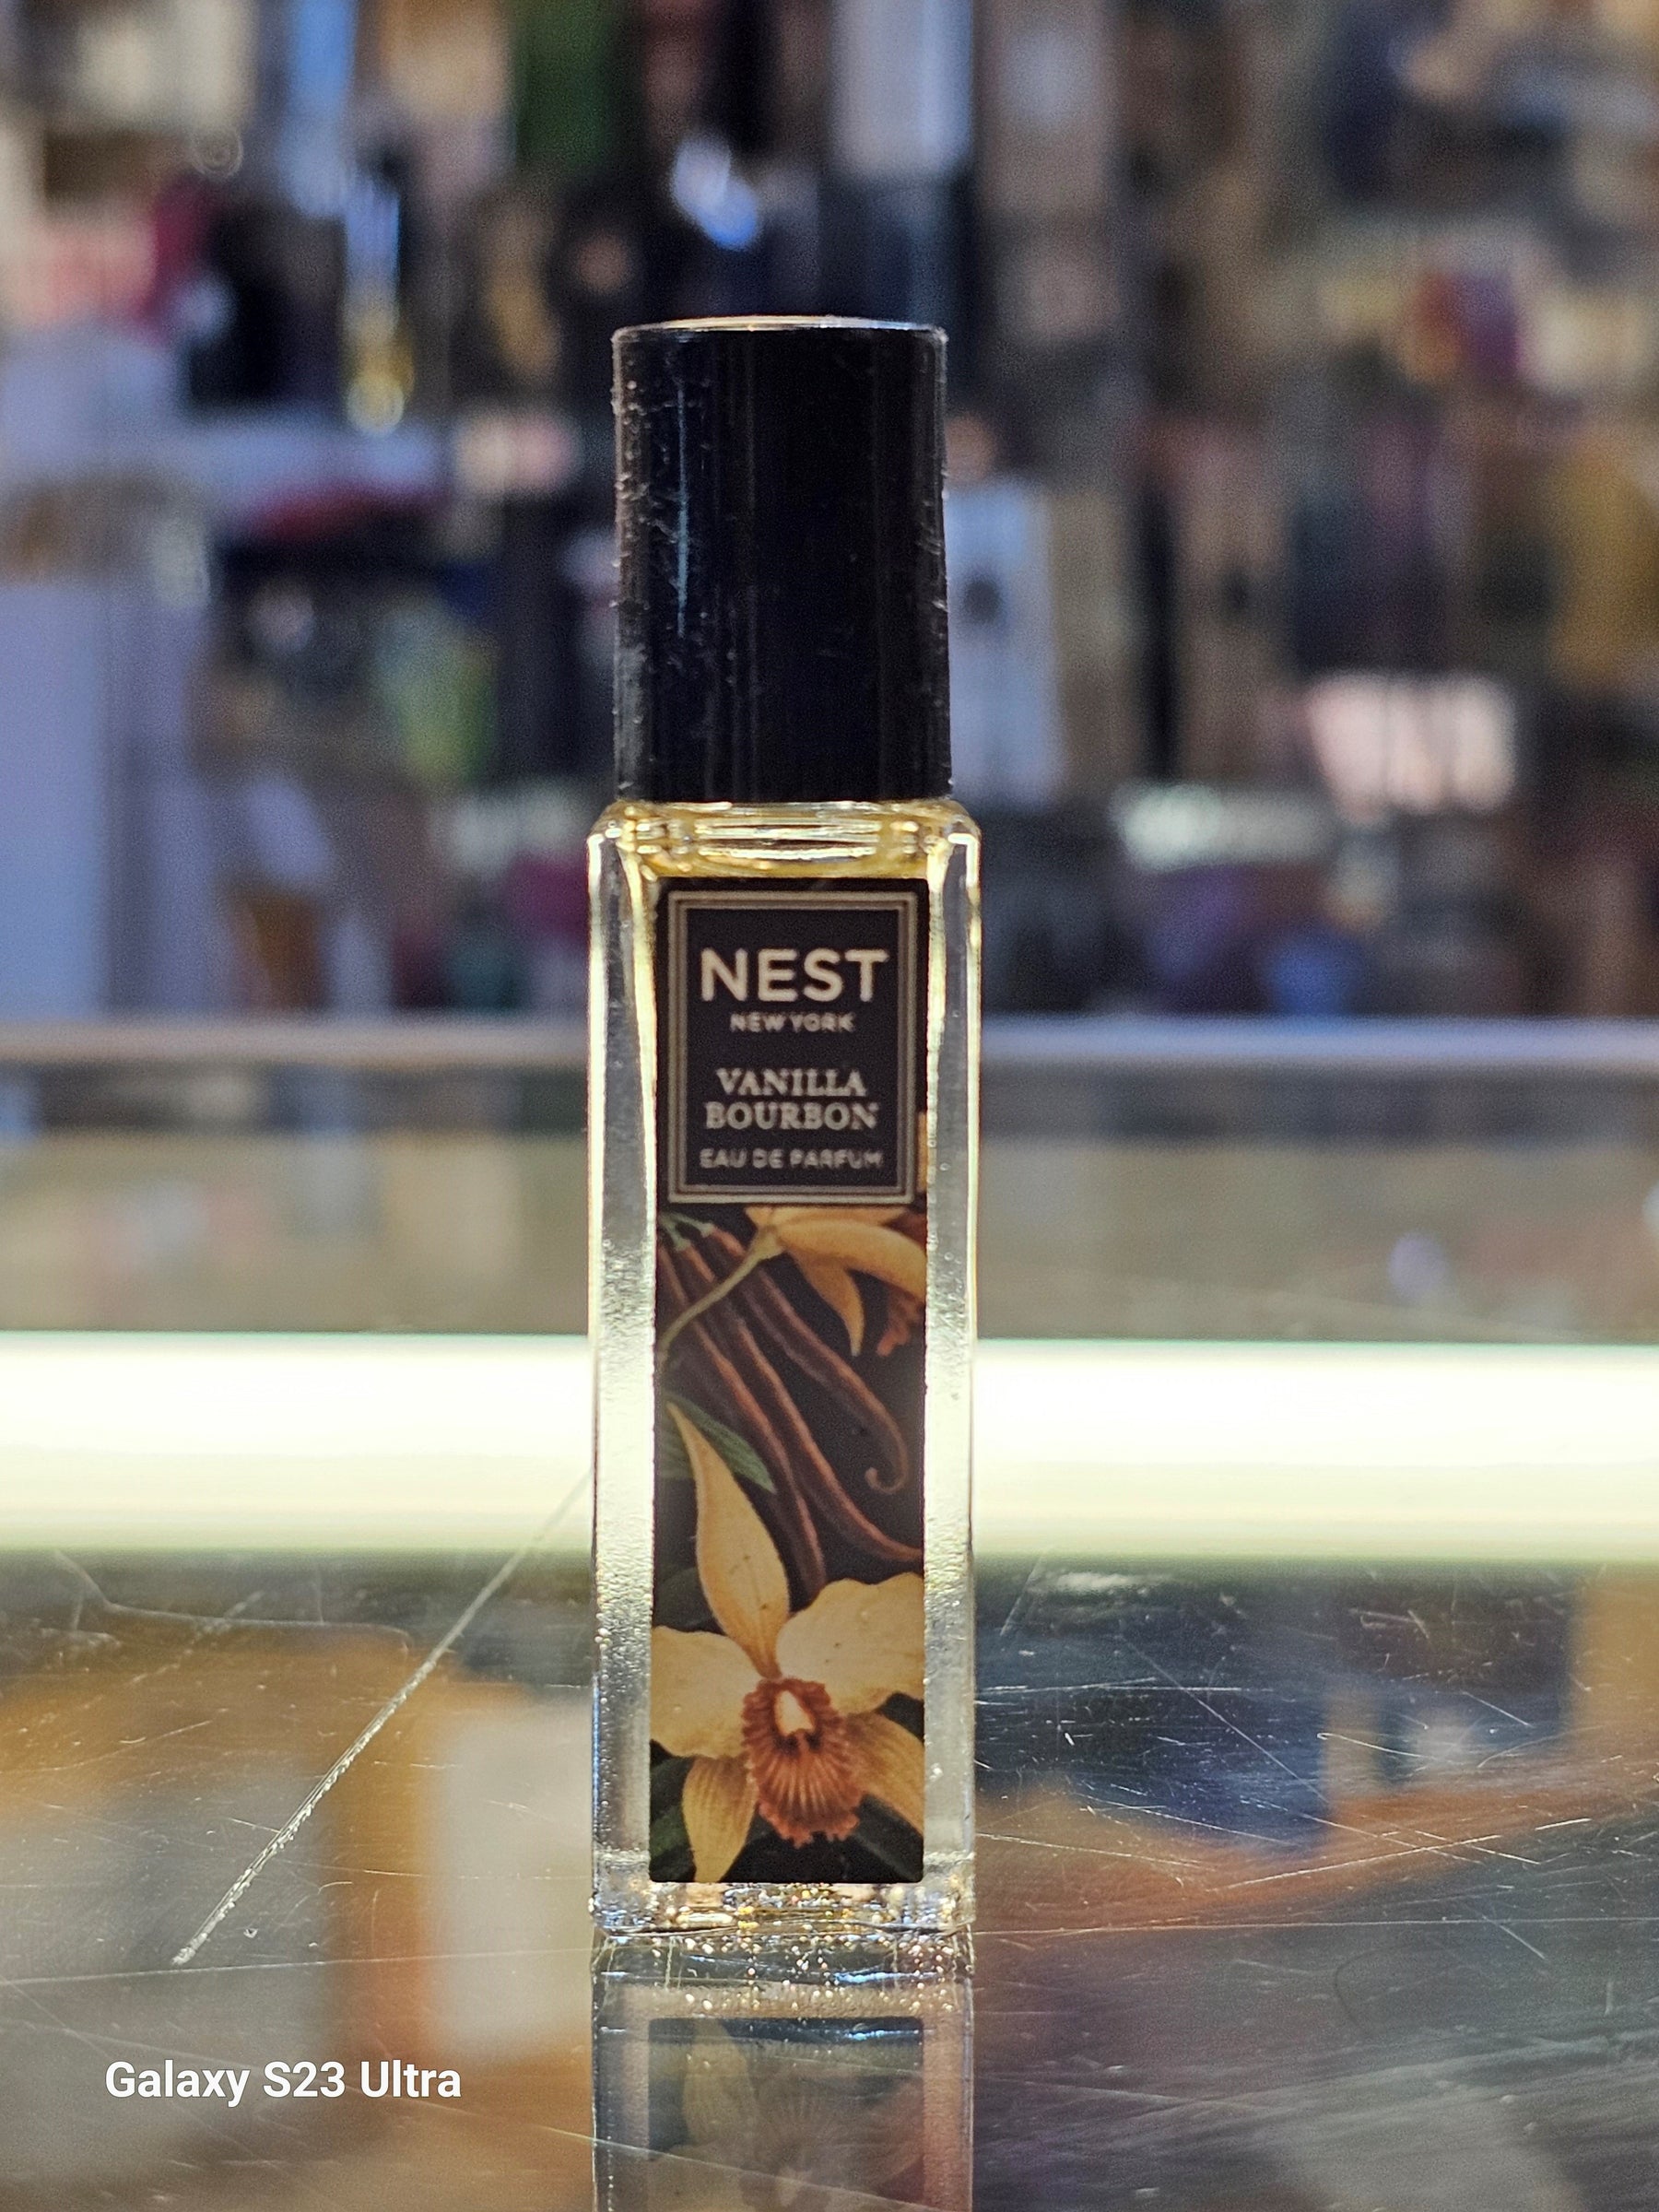 NEST
NEW YORK
VANILLA
BOURBON
EAU DE PARFUM
Galaxy S23 Ultra